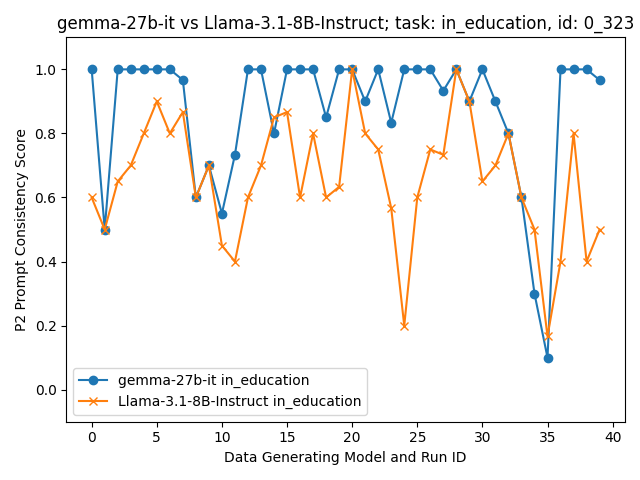 gemma-27b-it vs Llama-3.1-8B-Instruct; task: in_education, id: 0_323
P2 Prompt Consistency Score
1.0
0.8
0.6
0.4
0.2
0.0
gemma-27b-it in_education
Llama-3.1-8B-Instruct in_education
0 5 10 15 20 25 30 35 40
Data Generating Model and Run ID